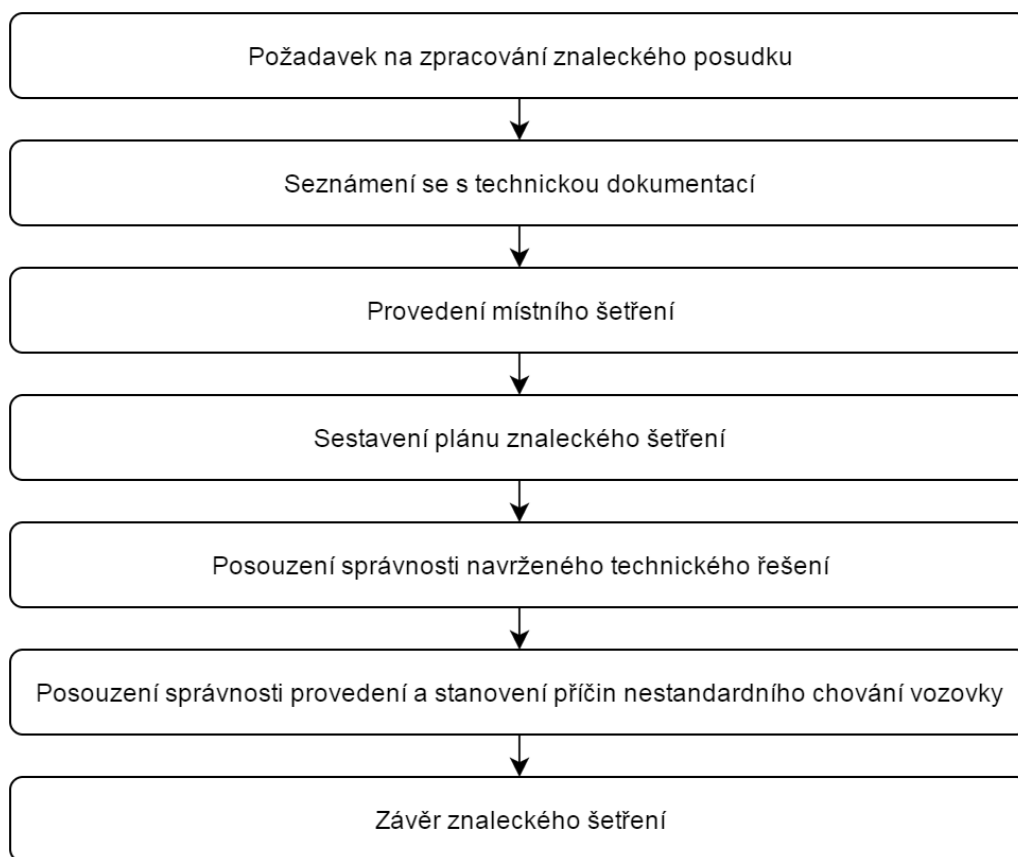 Požadavek na zpracování znaleckého posudku
Seznámení se s technickou dokumentací
Provedení místního šetření
Sestavení plánu znaleckého šetření
Posouzení správnosti navrženého technického řešení
Posouzení správnosti provedení a stanovení příčin nestandardního chování vozovky
Závěr znaleckého šetření